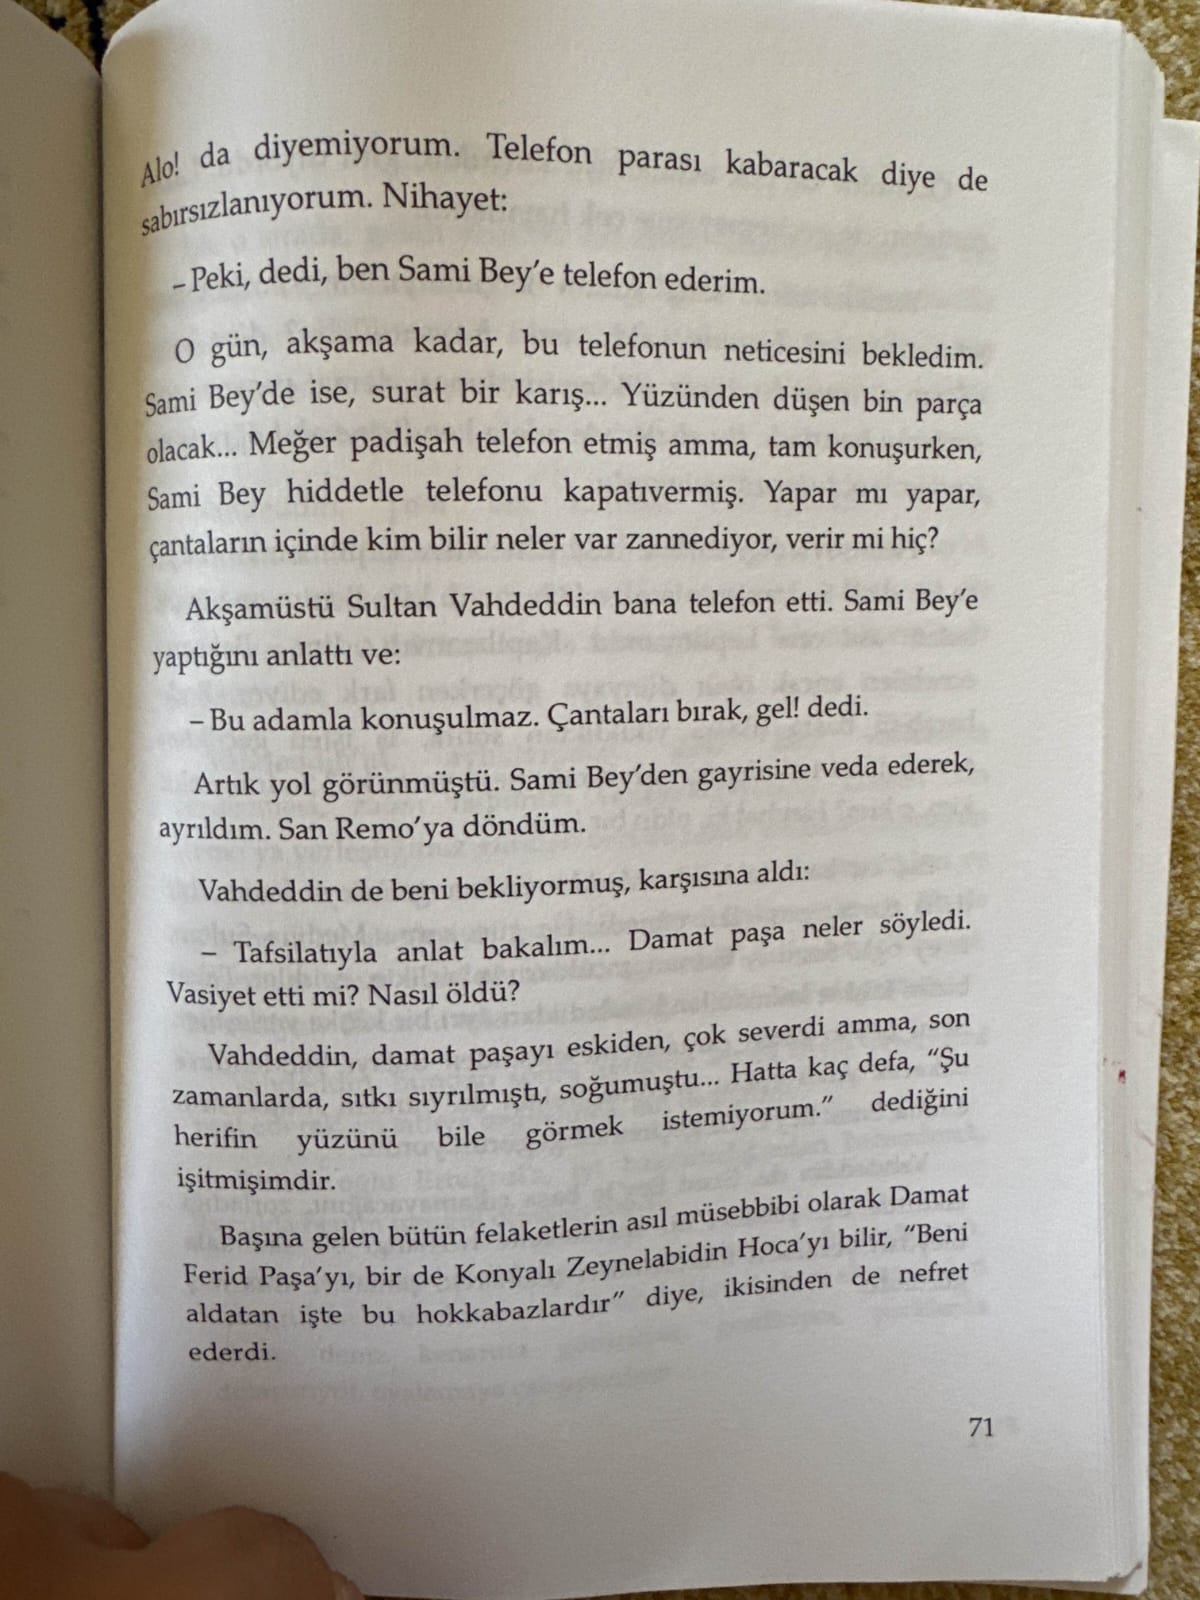 Alo! da diyemiyorum. Telefon parası kabaracak diye de
sabırsızlanıyorum. Nihayet:
– Peki, dedi, ben Sami Bey’e telefon ederim.
O gün, akşama kadar, bu telefonun neticesini bekledim.
Sami Bey’de ise, surat bir karış... Yüzünden düşen bin parça
olacak... Meğer padişah telefon etmiş amma, tam konuşurken,
Sami Bey hiddetle telefonu kapatıvermiş. Yapar mı yapar,
çantaların içinde kim bilir neler var zannediyor, verir mi hiç?
Akşamüstü Sultan Vahdeddin bana telefon etti. Sami Bey’e
yaptığını anlattı ve:
– Bu adamla konuşulmaz. Çantaları bırak, gel! dedi.
Artık yol görünmüştü. Sami Bey’den gayrisine veda ederek,
ayrıldım. San Remo’ya döndüm.
Vahdeddin de beni bekliyormuş, karşısına aldı:
– Tafsilatıyla anlat bakalım... Damat paşa neler söyledi.
Vasiyet etti mi? Nasıl öldü?
Vahdeddin, damat paşayı eskiden, çok severdi amma, son
zamanlarda, sıtkı sıyrılmıştı, soğumuştu... Hatta kaç defa, “Şu
herifin yüzünü bile görmek istemiyorum.” dediğini
işitmişimdir.
Başına gelen bütün felaketlerin asıl müsebbibi olarak Damat
Ferid Paşa’yı, bir de Konyalı Zeynelabidin Hoca’yı bilir, “Beni
aldatan işte bu hokkabazlardır” diye, ikisinden de nefret
ederdi.
71